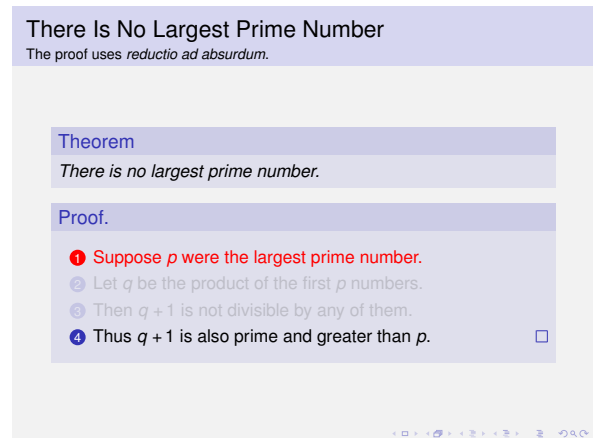 There Is No Largest Prime Number
The proof uses reductio ad absurdum.
Theorem
There is no largest prime number.
Proof.
1 Suppose p were the largest prime number.
2 Let q be the product of the first p numbers.
3 Then q + 1 is not divisible by any of them.
4 Thus q + 1 is also prime and greater than p. □